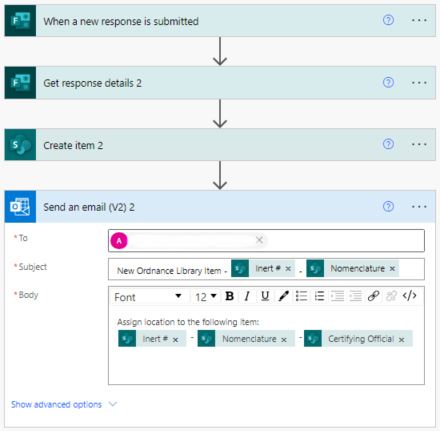 When a new response is submitted
Get response details 2
Create item 2
Send an email (V2) 2
*To A ×
*Subject New Ordnance Library Item - Inert # × - Nomenclature ×
*Body Font 12 B I U </>
Assign location to the following item:
Inert # × - Nomenclature × - Certifying Official ×
Show advanced options